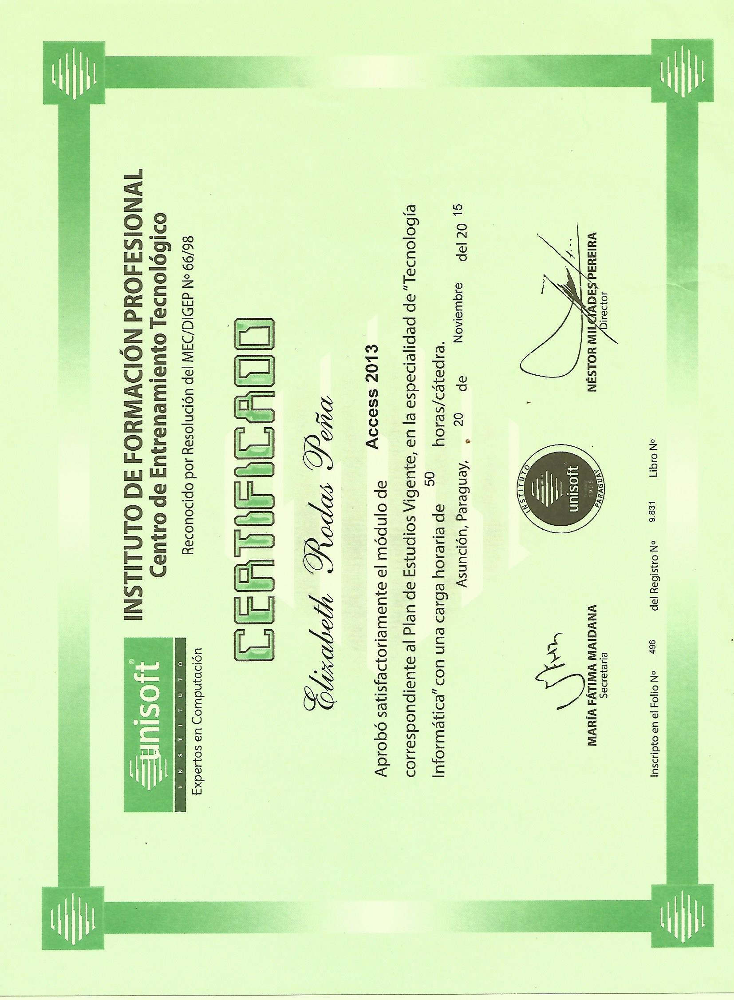 unisoft®
INSTITUTO
Expertos en Computación
INSTITUTO DE FORMACIÓN PROFESIONAL
Centro de Entrenamiento Tecnológico
Reconocido por Resolución del MEC/DIGEP Nº 66/98
CERTIFICADO
Elizabeth Rodas Peña
Aprobó satisfactoriamente el módulo de Access 2013
correspondiente al Plan de Estudios Vigente, en la especialidad de "Tecnología
Informática" con una carga horaria de 50 horas/cátedra.
Asunción, Paraguay, 20 de Noviembre del 20 15
MARÍA FÁTIMA MAIDANA
Secretaria
INSTITUTO
unisoft
1995
PARAGUAY
NÉSTOR MILCIADES PEREIRA
Director
Inscripto en el Folio Nº 496 del Registro Nº 9.831 Libro Nº